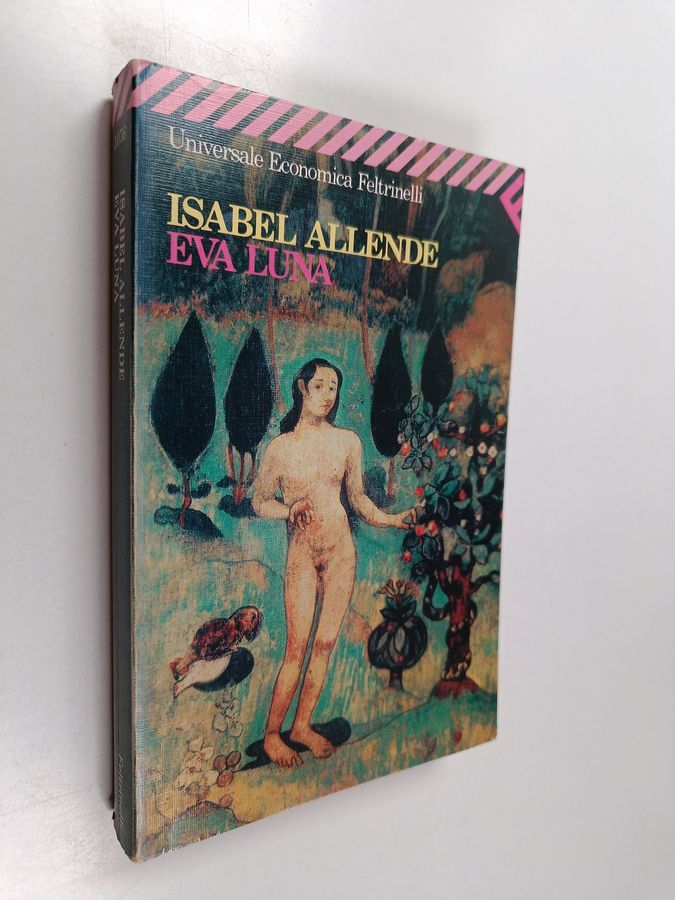 Universale Economica Feltrinelli
ISABEL ALLENDE
EVA LUNA
ISABEL ALLENDE
EVA LUNA